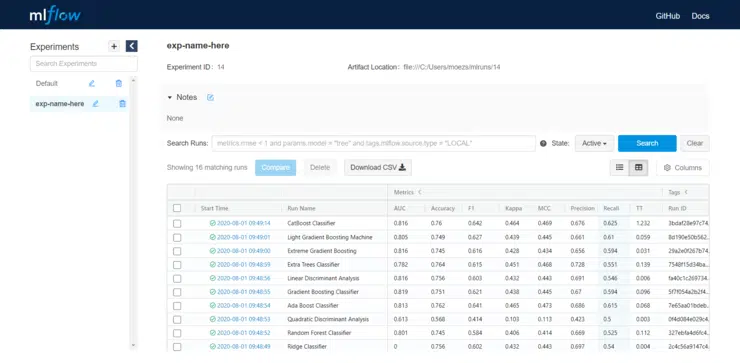 mlflow
GitHub Docs
Experiments
Search Experiments
Default
exp-name-here
exp-name-here
Experiment ID: 14 Artifact Location: file:///C:/Users/moezs/mlruns/14
Notes
None
Search Runs: metrics.rmse < 1 and params.model = "tree" and tags.mlflow.source.type = "LOCAL" State: Active Search Clear
Showing 16 matching runs Compare Delete Download CSV Columns
Metrics Tags
Start Time Run Name AUC Accuracy F1 Kappa MCC Precision Recall TT Run ID
2020-08-01 09:49:14 CatBoost Classifier 0.816 0.76 0.642 0.464 0.469 0.676 0.625 1.232
2020-08-01 09:49:01 Light Gradient Boosting Machine 0.805 0.749 0.627 0.439 0.445 0.661 0.61 0.059
2020-08-01 09:49:00 Extreme Gradient Boosting 0.816 0.745 0.616 0.428 0.434 0.656 0.594 0.031
2020-08-01 09:48:59 Extra Trees Classifier 0.782 0.764 0.615 0.451 0.468 0.728 0.551 0.139
2020-08-01 09:48:56 Linear Discriminant Analysis 0.816 0.756 0.603 0.432 0.443 0.691 0.546 0.006
2020-08-01 09:48:55 Gradient Boosting Classifier 0.819 0.751 0.621 0.438 0.445 0.67 0.594 0.096
2020-08-01 09:48:54 Ada Boost Classifier 0.813 0.762 0.641 0.465 0.473 0.686 0.615 0.068
2020-08-01 09:48:53 Quadratic Discriminant Analysis 0.613 0.568 0.414 0.103 0.113 0.423 0.5 0.003
2020-08-01 09:48:52 Random Forest Classifier 0.801 0.745 0.584 0.406 0.414 0.669 0.525 0.112
2020-08-01 09:48:49 Ridge Classifier 0 0.756 0.602 0.432 0.443 0.697 0.54 0.004